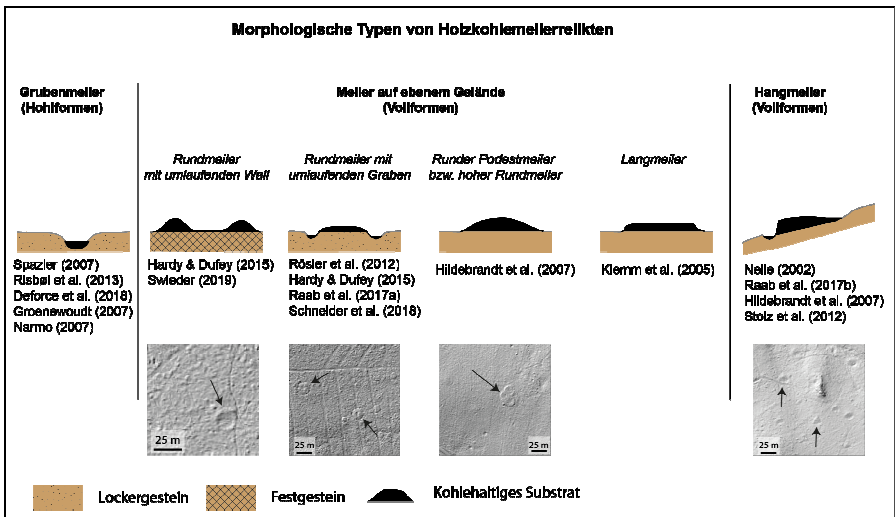 Morphologische Typen von Holzkohlemeilerrelikten
Grubenmeiler
(Hohlformen)
Meiler auf ebenem Gelände
(Vollformen)
Hangmeiler
(Vollformen)
Rundmeiler
mit umlaufenden Wall
Rundmeiler mit
umlaufenden Graben
Runder Podestmeiler
bzw. hoher Rundmeiler
Langmeiler
Spazier (2007)
Risbøl et al. (2013)
Deforce et al. (2018)
Groenewoudt (2007)
Narmo (2007)
Hardy & Dufey (2015)
Swieder (2019)
Rösler et al. (2012)
Hardy & Dufey (2015)
Raab et al. (2017a)
Schneider et al. (2018)
Hildebrandt et al. (2007)
Klemm et al. (2005)
Nelle (2002)
Raab et al. (2017b)
Hildebrandt et al. (2007)
Stolz et al. (2012)
25 m
25 m
25 m
25 m
Lockergestein
Festgestein
Kohlehaltiges Substrat